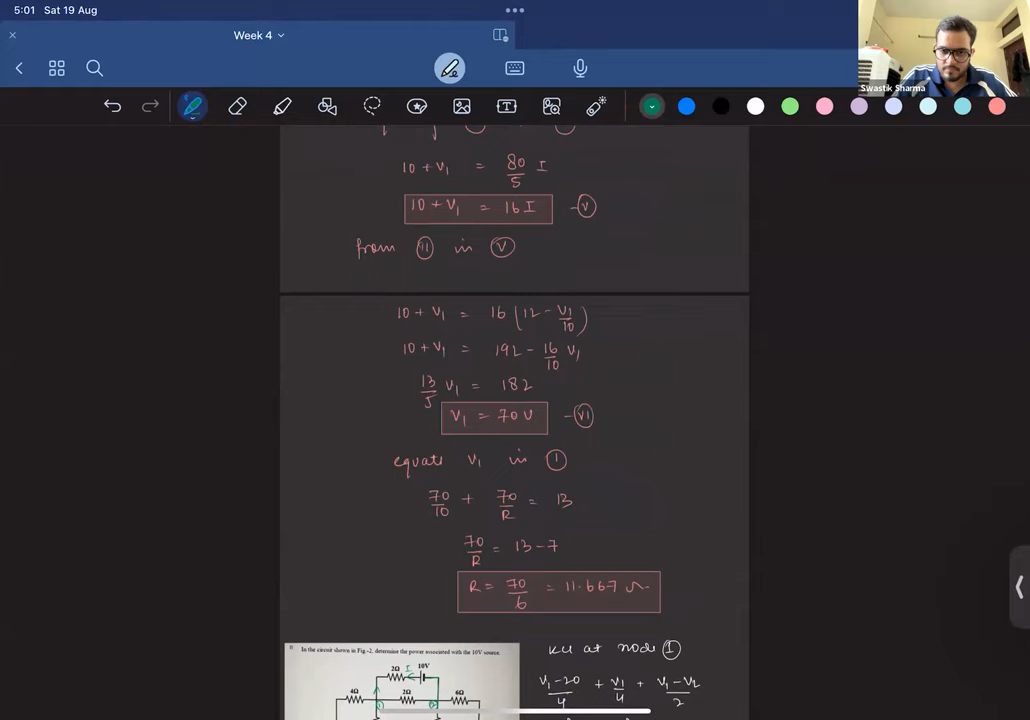 5:01 Sat 19 Aug
Week 4
Swastik Sharma
10 + V1 = 80/5 I
10 + V1 = 16 I - V
from II in V
10 + V1 = 16 (12 - V1/10)
10 + V1 = 192 - 16/10 V1
13/5 V1 = 182
V1 = 70 V - VI
equate V1 in I
70/10 + 70/R = 13
70/R = 13 - 7
R = 70/6 = 11.667 Ω
In the circuit shown in Fig.-2, determine the power associated with the 10V source.
2Ω I 10V
4Ω 2Ω 6Ω
KCL at node I
V1-20/4 + V1/4 + V1-V2/2